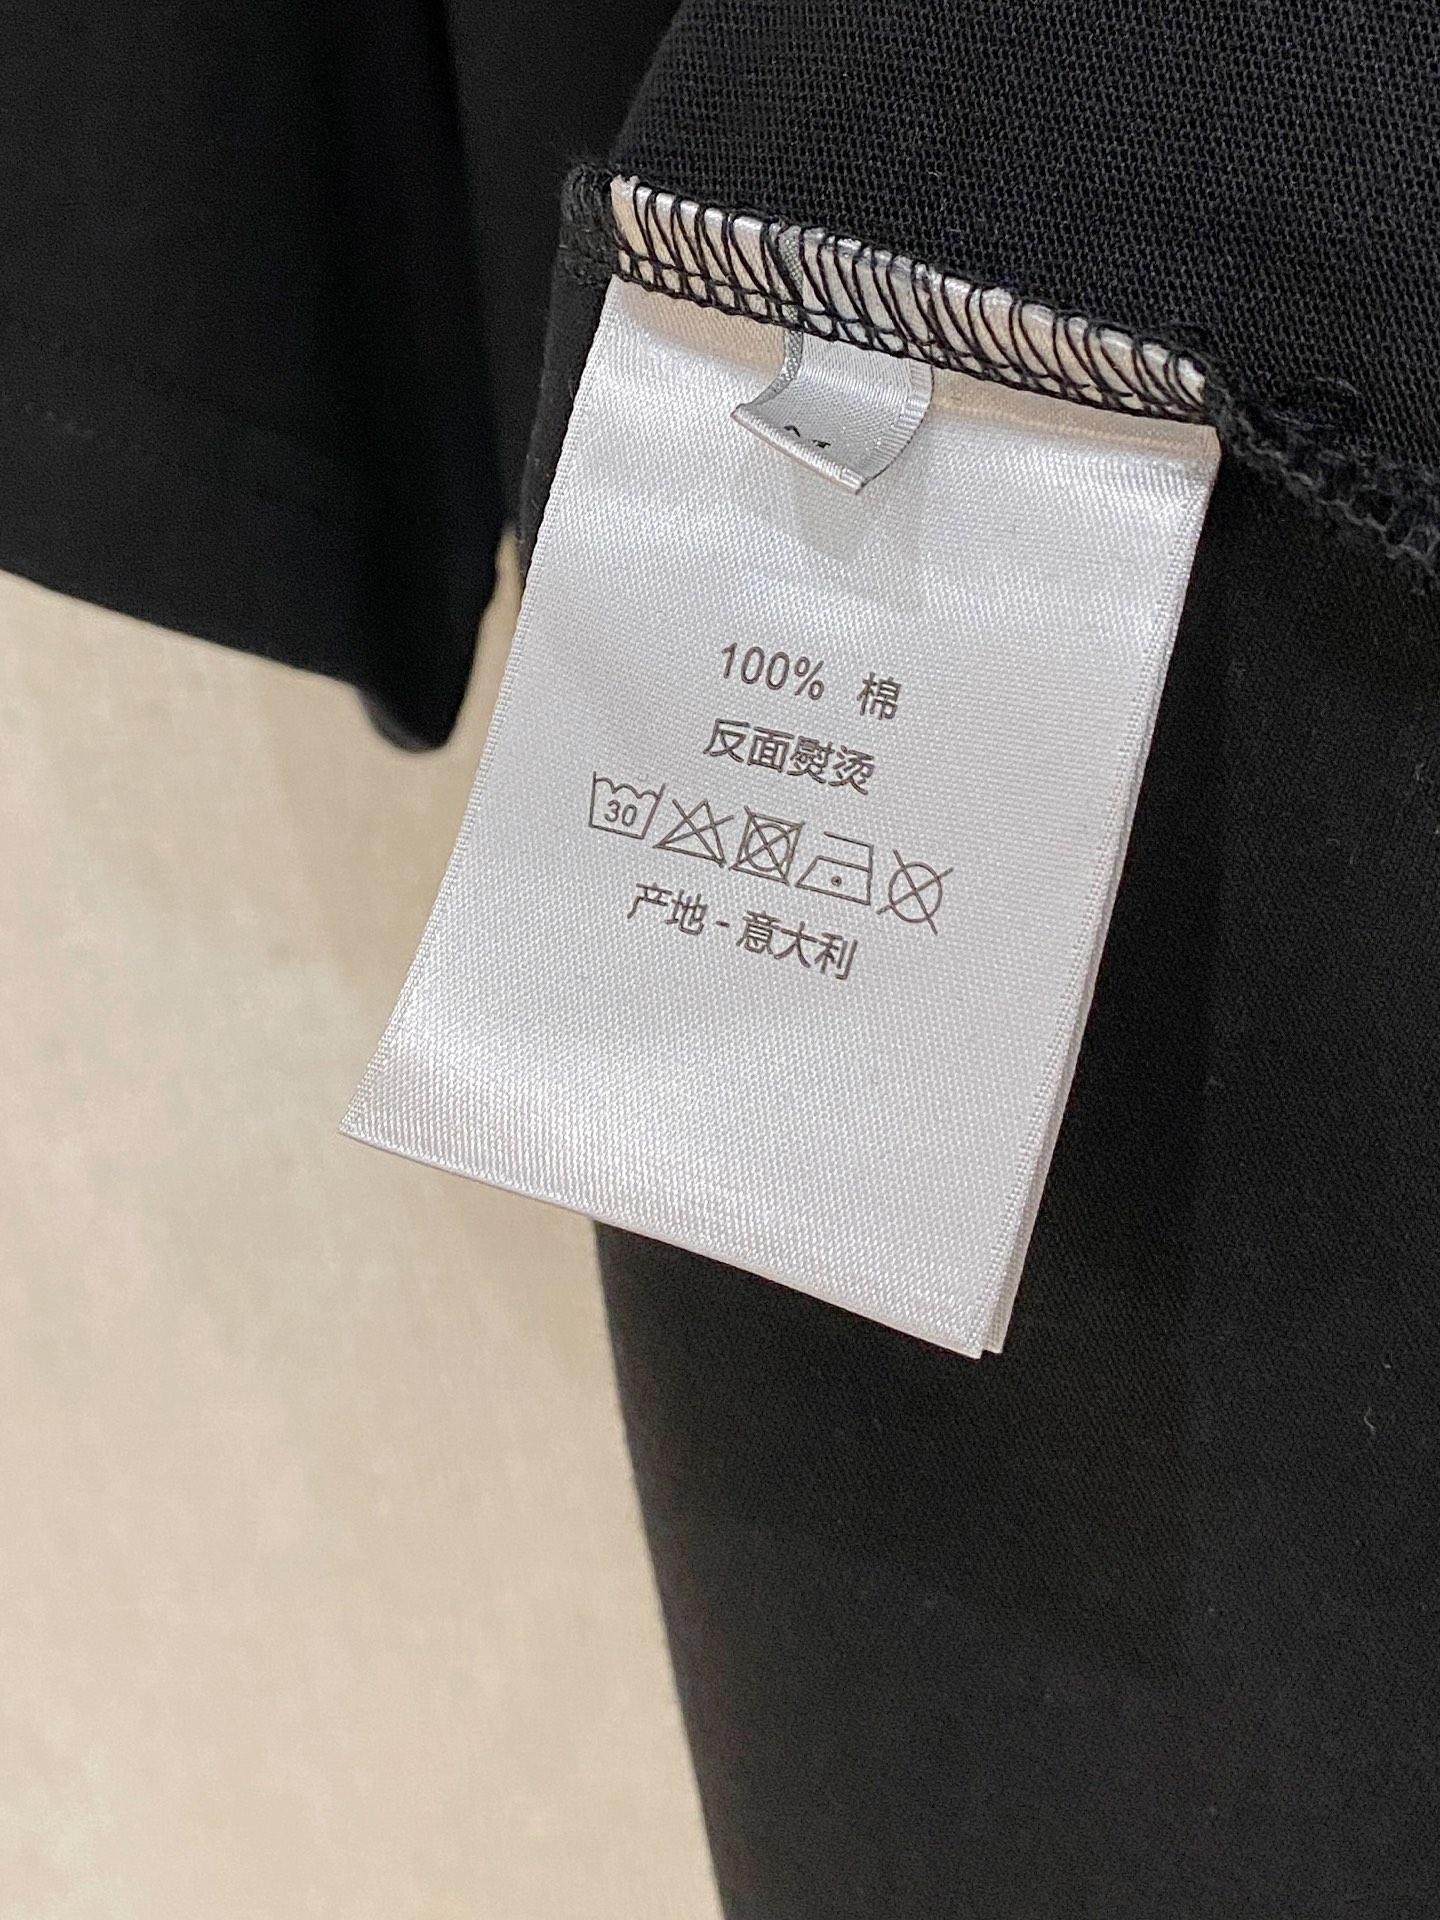 100% 棉
反面熨烫
30
产地 - 意大利